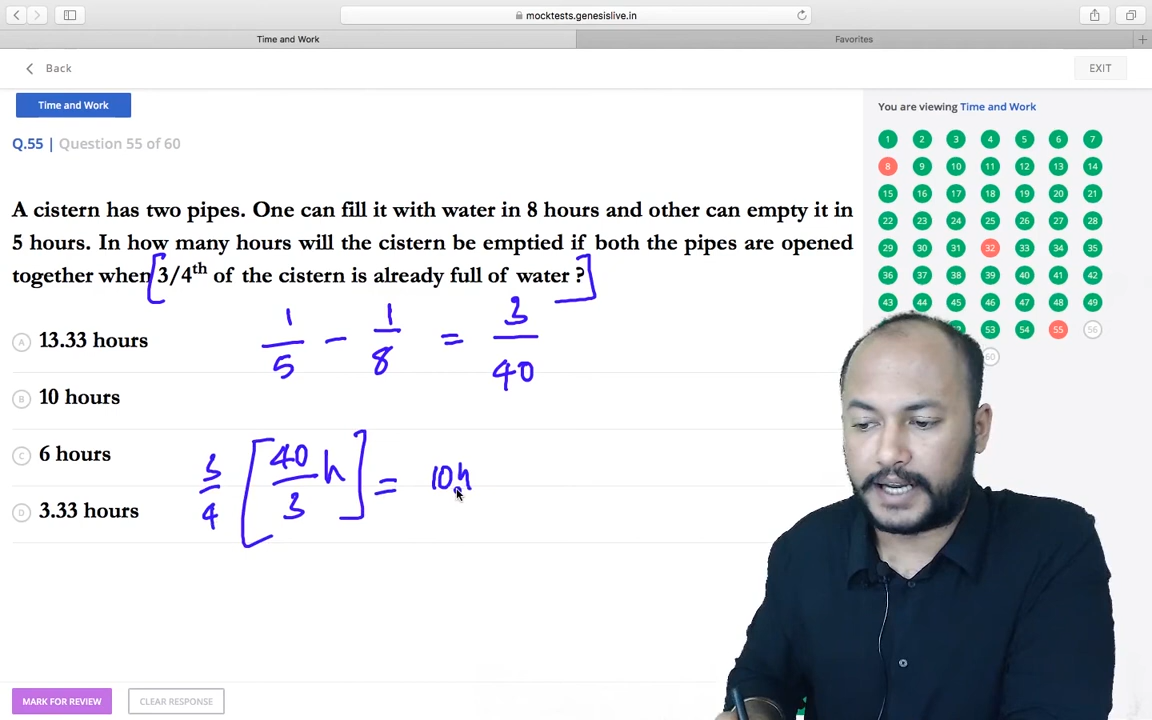 mocktests.genesislive.in
Time and Work
Favorites
Back
EXIT
Time and Work
You are viewing Time and Work
Q.55 | Question 55 of 60
A cistern has two pipes. One can fill it with water in 8 hours and other can empty it in
5 hours. In how many hours will the cistern be emptied if both the pipes are opened
together when [3/4th of the cistern is already full of water ?]
1/5 - 1/8 = 3/40
A 13.33 hours
B 10 hours
C 6 hours
D 3.33 hours
3/4 [40/3 h] = 10h
1 2 3 4 5 6 7
8 9 10 11 12 13 14
15 16 17 18 19 20 21
22 23 24 25 26 27 28
29 30 31 32 33 34 35
36 37 38 39 40 41 42
43 44 45 46 47 48 49
53 54 55 56
60
MARK FOR REVIEW
CLEAR RESPONSE